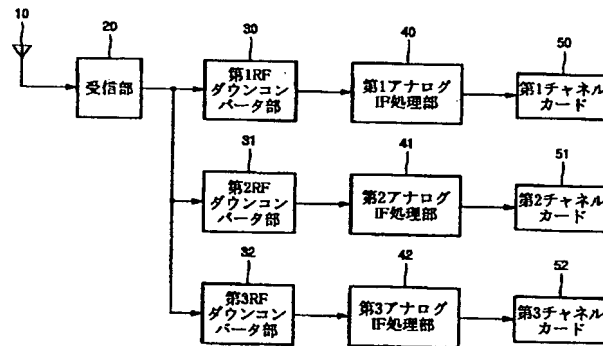 10
20
30
40
50
受信部
第1RF
ダウンコン
バータ部
第1アナログ
IF処理部
第1チャネル
カード
31
41
51
第2RF
ダウンコン
バータ部
第2アナログ
IF処理部
第2チャネル
カード
32
42
52
第3RF
ダウンコン
バータ部
第3アナログ
IF処理部
第3チャネル
カード